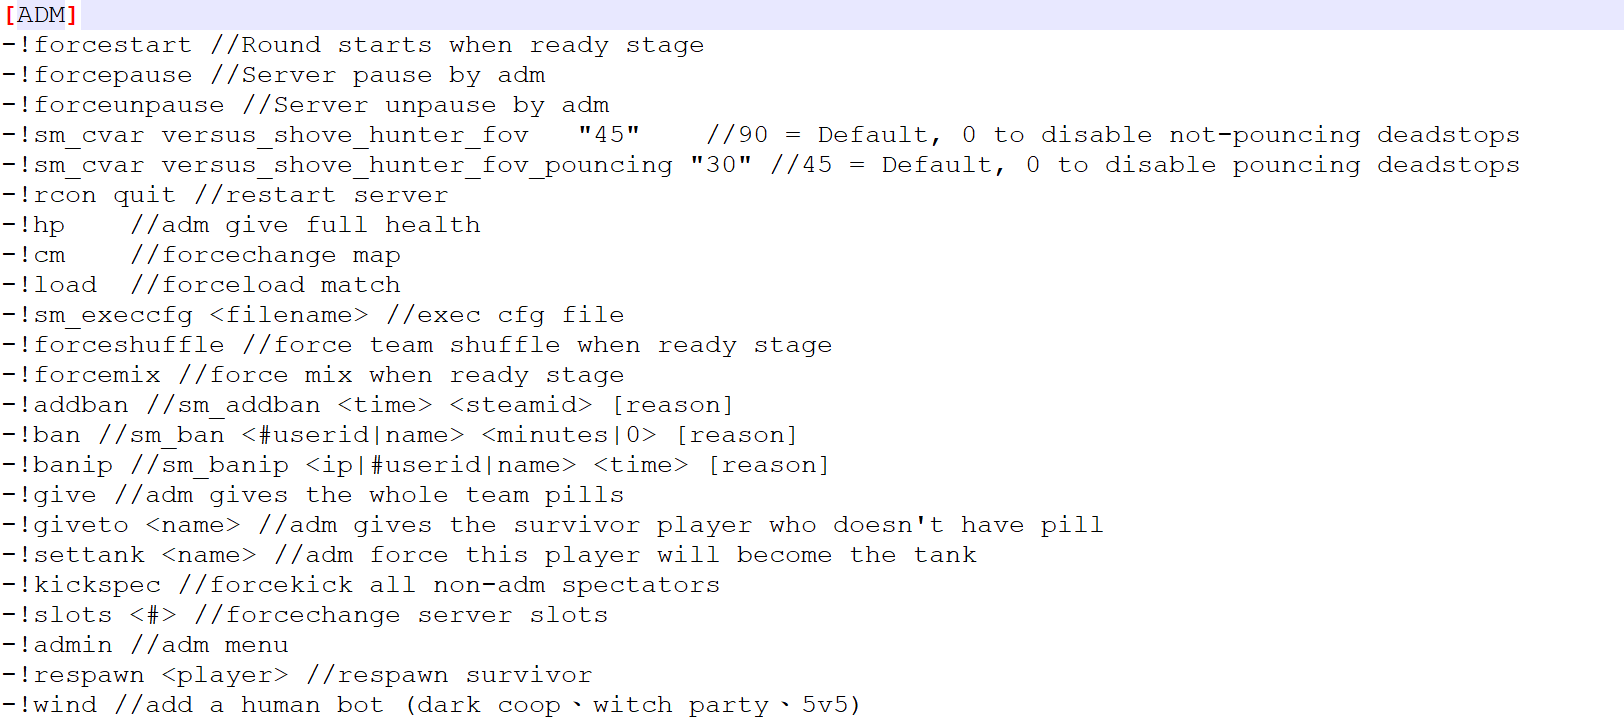 [ADM]
-!forcestart //Round starts when ready stage
-!forcepause //Server pause by adm
-!forceunpause //Server unpause by adm
-!sm_cvar versus_shove_hunter_fov   "45"    //90 = Default, 0 to disable not-pouncing deadstops
-!sm_cvar versus_shove_hunter_fov_pouncing "30" //45 = Default, 0 to disable pouncing deadstops
-!rcon quit //restart server
-!hp    //adm give full health
-!cm    //forcechange map
-!load  //forceload match
-!sm_execcfg <filename> //exec cfg file
-!forceshuffle //force team shuffle when ready stage
-!forcemix //force mix when ready stage
-!addban //sm_addban <time> <steamid> [reason]
-!ban //sm_ban <#userid|name> <minutes|0> [reason]
-!banip //sm_banip <ip|#userid|name> <time> [reason]
-!give //adm gives the whole team pills
-!giveto <name> //adm gives the survivor player who doesn't have pill
-!settank <name> //adm force this player will become the tank
-!kickspec //forcekick all non-adm spectators
-!slots <#> //forcechange server slots
-!admin //adm menu
-!respawn <player> //respawn survivor
-!wind //add a human bot (dark coop、witch party、5v5)